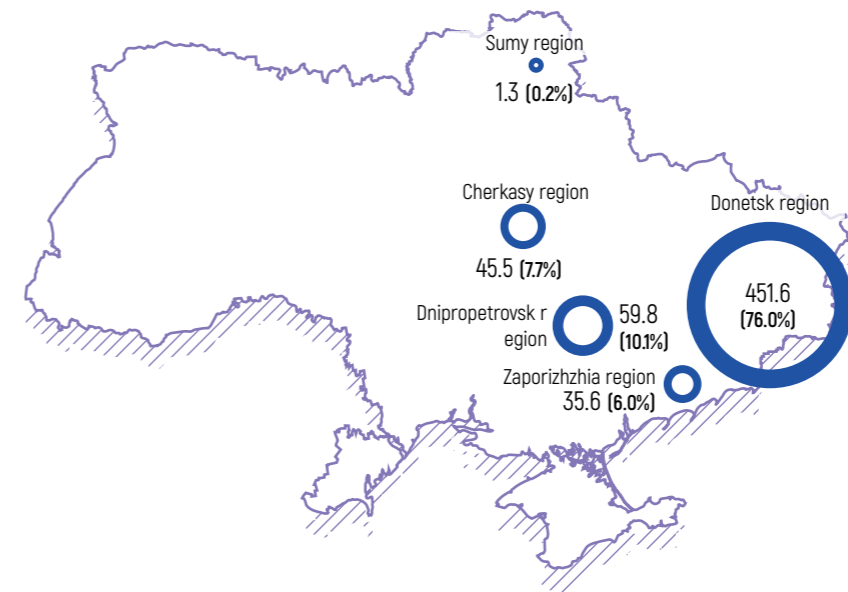 Sumy region
1.3 (0.2%)
Cherkasy region
45.5 (7.7%)
Donetsk region
451.6
(76.0%)
Dnipropetrovsk r
egion
59.8
(10.1%)
Zaporizhzhia region
35.6 (6.0%)